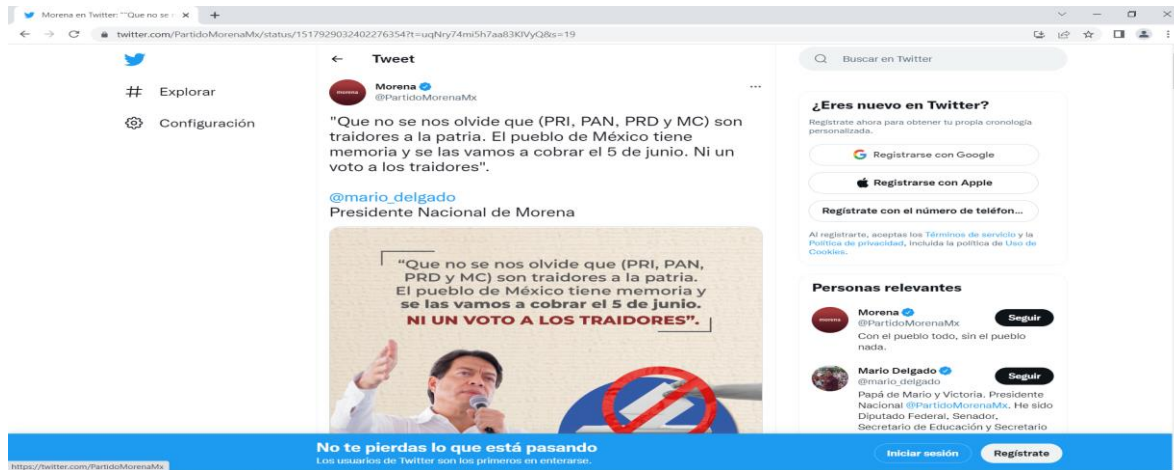 Morena en Twitter: ""Que no se
twitter.com/PartidoMorenaMx/status/1517929032402276354?t=uqNry74mi5h7aa83KlVyQ&s=19
Explorar
Configuración
Tweet
morena
Morena
@PartidoMorenaMx
"Que no se nos olvide que (PRI, PAN, PRD y MC) son
traidores a la patria. El pueblo de México tiene
memoria y se las vamos a cobrar el 5 de junio. Ni un
voto a los traidores".
@mario_delgado
Presidente Nacional de Morena
"Que no se nos olvide que (PRI, PAN,
PRD y MC) son traidores a la patria.
El pueblo de México tiene memoria y
se las vamos a cobrar el 5 de junio.
NI UN VOTO A LOS TRAIDORES".
Buscar en Twitter
¿Eres nuevo en Twitter?
Regístrate ahora para obtener tu propia cronología
personalizada.
Registrarse con Google
Registrarse con Apple
Regístrate con el número de teléfon...
Al registrarte, aceptas los Términos de servicio y la
Política de privacidad, incluida la política de Uso de
Cookies.
Personas relevantes
morena
Morena
@PartidoMorenaMx
Seguir
Con el pueblo todo, sin el pueblo
nada.
Mario Delgado
@mario_delgado
Seguir
Papá de Mario y Victoria. Presidente
Nacional @PartidoMorenaMx. He sido
Diputado Federal, Senador,
Secretario de Educación y Secretario
No te pierdas lo que está pasando
Los usuarios de Twitter son los primeros en enterarse.
Iniciar sesión
Regístrate
https://twitter.com/PartidoMorenaMx